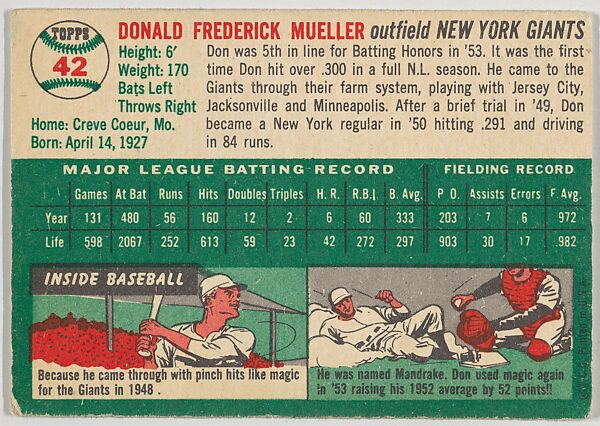 TOPPS
42
DONALD FREDERICK MUELLER outfield NEW YORK GIANTS
Height: 6'
Weight: 170
Bats Left
Throws Right
Home: Creve Coeur, Mo.
Born: April 14, 1927
Don was 5th in line for Batting Honors in '53. It was the first
time Don hit over .300 in a full N.L. season. He came to the
Giants through their farm system, playing with Jersey City,
Jacksonville and Minneapolis. After a brief trial in '49, Don
became a New York regular in '50 hitting .291 and driving
in 84 runs.
MAJOR LEAGUE BATTING RECORD FIELDING RECORD
Games At Bat Runs Hits Doubles Triples H. R. R.B.I. B. Avg. P. O. Assists Errors F. Avg.
Year 131 480 56 160 12 2 6 60 333 203 7 6 .972
Life 598 2067 252 613 59 23 42 272 297 903 30 17 .982
INSIDE BASEBALL
Because he came through with pinch hits like magic
for the Giants in 1948 .
He was named Mandrake. Don used magic again
in '53 raising his 1952 average by 52 points!!
Printed in U.S.A.